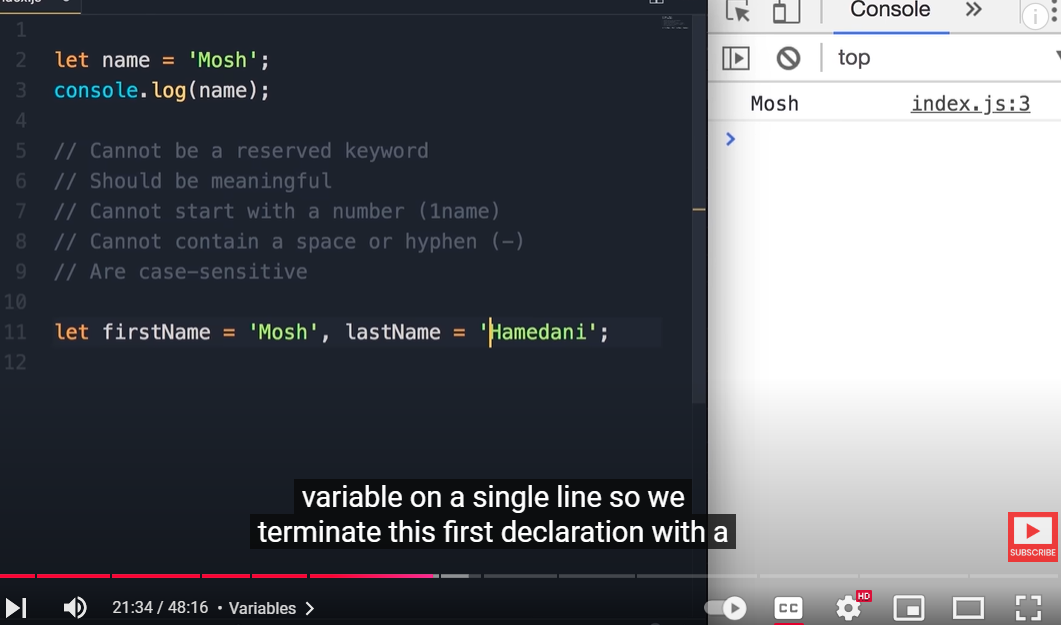 1
2 let name = 'Mosh';
3 console.log(name);
4
5 // Cannot be a reserved keyword
6 // Should be meaningful
7 // Cannot start with a number (1name)
8 // Cannot contain a space or hyphen (-)
9 // Are case-sensitive
10
11 let firstName = 'Mosh', lastName = 'Hamedani';
12
Console »
top
Mosh index.js:3
variable on a single line so we
terminate this first declaration with a
SUBSCRIBE
21:34 / 48:16 • Variables
CC
HD